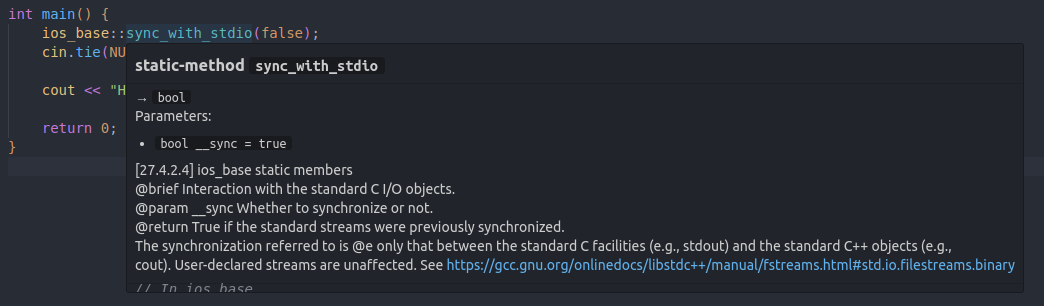 int main() {
ios_base::sync_with_stdio(false);
cin.tie(NU
static-method sync_with_stdio
→ bool
cout << "H
Parameters:
return 0;
• bool __sync = true
}
[27.4.2.4] ios_base static members
@brief Interaction with the standard C I/O objects.
@param __sync Whether to synchronize or not.
@return True if the standard streams were previously synchronized.
The synchronization referred to is @e only that between the standard C facilities (e.g., stdout) and the standard C++ objects (e.g.,
cout). User-declared streams are unaffected. See https://gcc.gnu.org/onlinedocs/libstdc++/manual/fstreams.html#std.io.filestreams.binary
// In ios_base